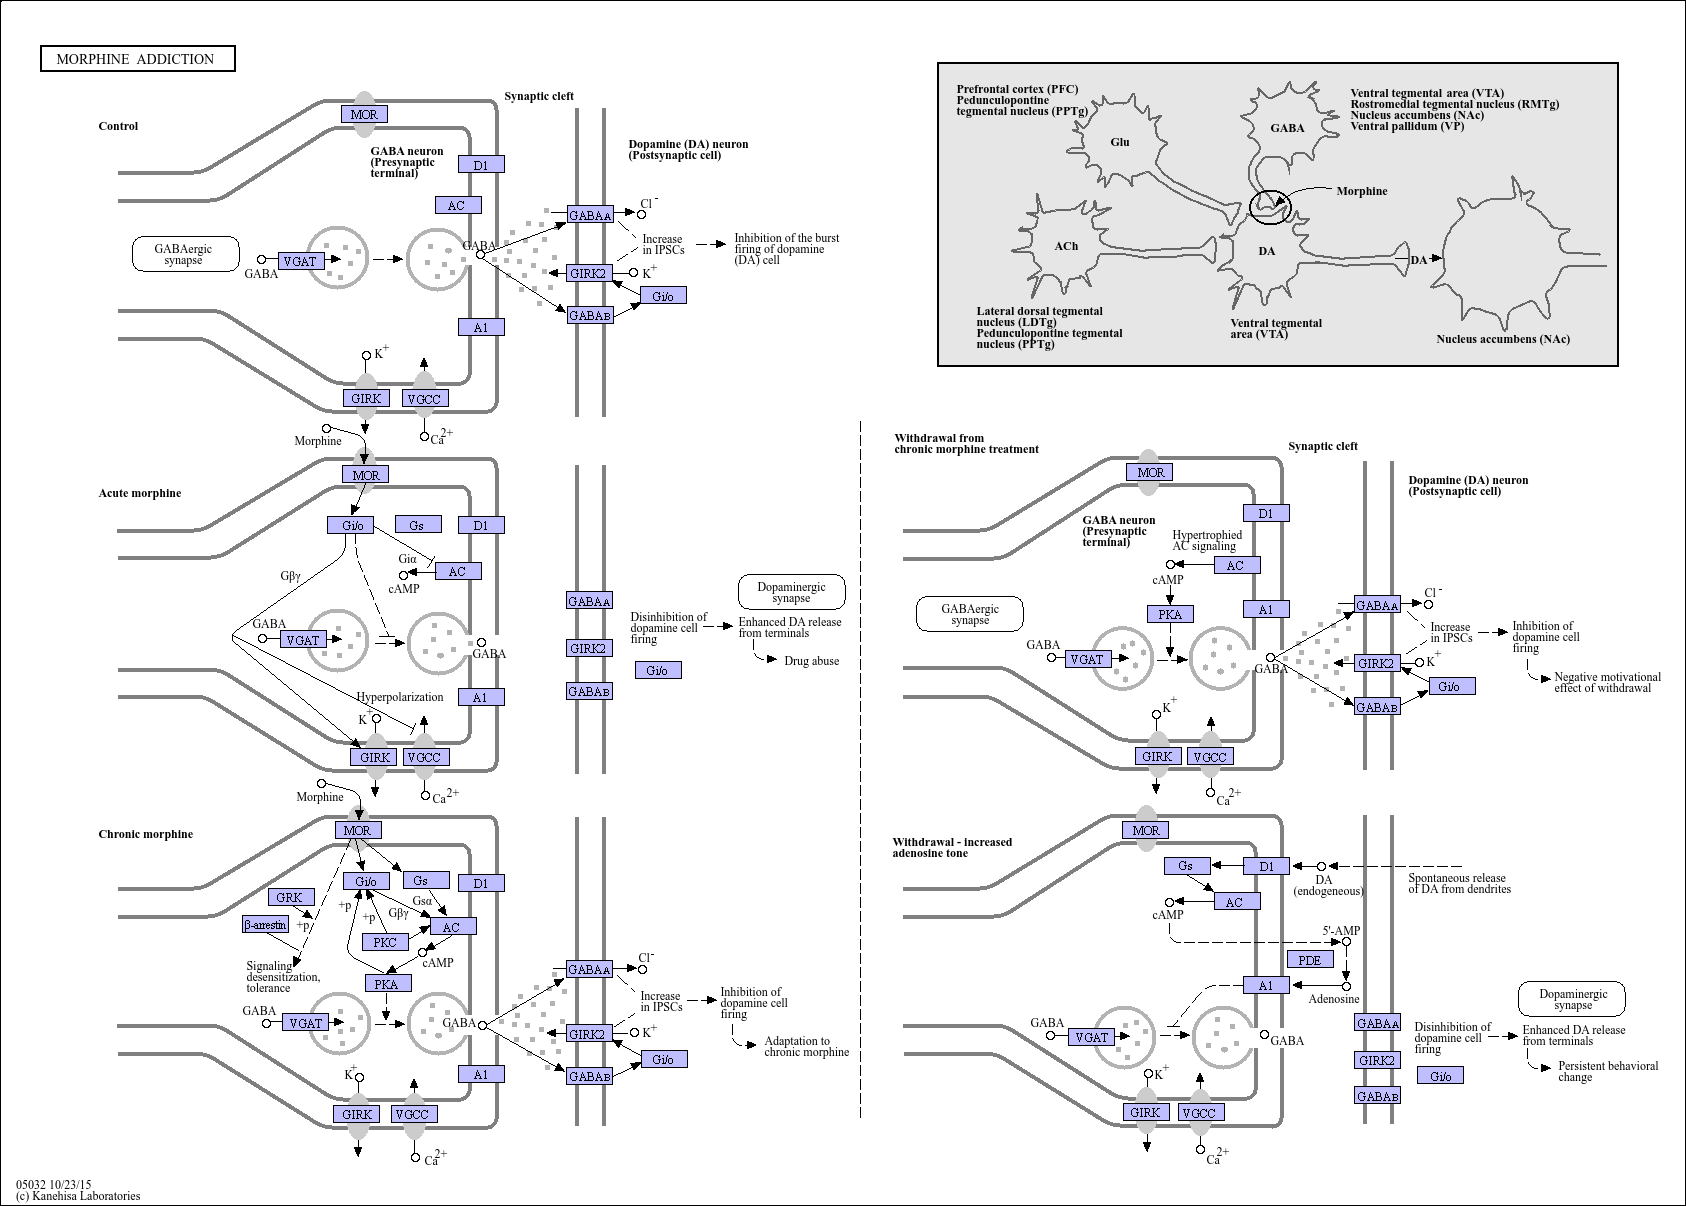 MORPHINE ADDICTION
Control
MOR
Synaptic cleft
GABA neuron
(Presynaptic
terminal)
D1
Dopamine (DA) neuron
(Postsynaptic cell)
AC
GABAergic
synapse
GABA
VGAT
GABA
GABAA
Cl -
Increase
in IPSCs
Inhibition of the burst
firing of dopamine
(DA) cell
GIRK2
K+
Gi/o
GABAB
A1
K+
GIRK
VGCC
Ca2+
Prefrontal cortex (PFC)
Pedunculopontine
tegmental nucleus (PPTg)
Glu
GABA
Ventral tegmental area (VTA)
Rostromedial tegmental nucleus (RMTg)
Nucleus accumbens (NAc)
Ventral pallidum (VP)
Morphine
ACh
DA
DA
Lateral dorsal tegmental
nucleus (LDTg)
Pedunculopontine tegmental
nucleus (PPTg)
Ventral tegmental
area (VTA)
Nucleus accumbens (NAc)
Morphine
Acute morphine
MOR
Gi/o
Gs
D1
Giα
AC
cAMP
Gβγ
GABA
VGAT
GABA
Hyperpolarization
A1
K+
GIRK
VGCC
Ca2+
GABAA
GIRK2
Gi/o
GABAB
Disinhibition of
dopamine cell
firing
Dopaminergic
synapse
Enhanced DA release
from terminals
Drug abuse
Morphine
Chronic morphine
MOR
Gi/o
Gs
D1
GRK
+p
+p
Gβγ
Gsα
β-arrestin
+p
AC
PKC
cAMP
Signaling
desensitization,
tolerance
PKA
GABA
VGAT
GABA
A1
K+
GIRK
VGCC
Ca2+
GABAA
Cl-
Increase
in IPSCs
Inhibition of
dopamine cell
firing
GIRK2
K+
Gi/o
GABAB
Adaptation to
chronic morphine
Withdrawal from
chronic morphine treatment
MOR
Synaptic cleft
Dopamine (DA) neuron
(Postsynaptic cell)
GABA neuron
(Presynaptic
terminal)
D1
Hypertrophied
AC signaling
AC
cAMP
PKA
A1
GABAergic
synapse
GABA
VGAT
GABA
GABAA
Cl -
Increase
in IPSCs
Inhibition of
dopamine cell
firing
GIRK2
K+
Gi/o
GABAB
Negative motivational
effect of withdrawal
K+
GIRK
VGCC
Ca2+
Withdrawal - increased
adenosine tone
MOR
Gs
D1
DA
(endogeneous)
Spontaneous release
of DA from dendrites
AC
cAMP
5'-AMP
PDE
A1
Adenosine
GABA
VGAT
GABA
K+
GIRK
VGCC
Ca2+
GABAA
GIRK2
Gi/o
GABAB
Disinhibition of
dopamine cell
firing
Dopaminergic
synapse
Enhanced DA release
from terminals
Persistent behavioral
change
05032 10/23/15
(c) Kanehisa Laboratories